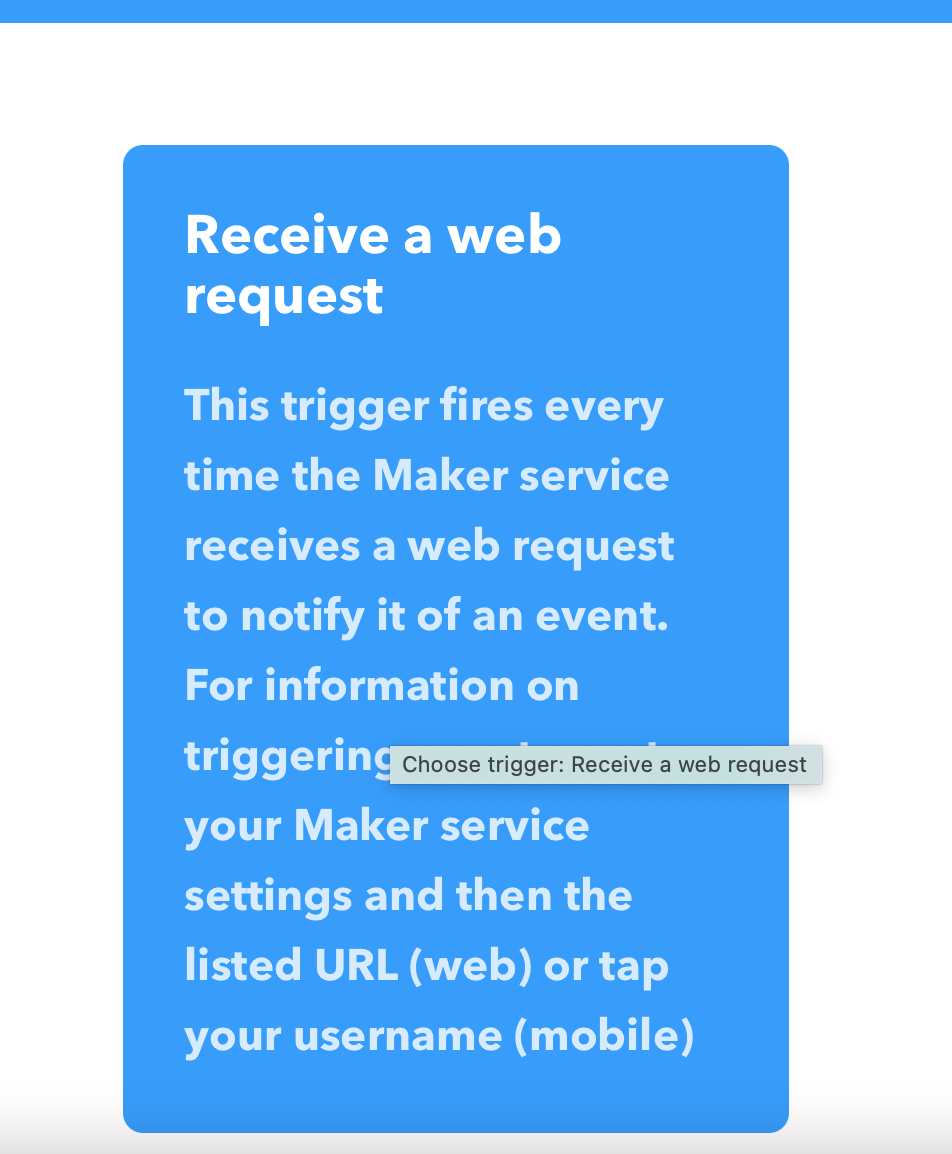 Receive a web
request
This trigger fires every
time the Maker service
receives a web request
to notify it of an event.
For information on
triggering
Choose trigger: Receive a web request
your Maker service
settings and then the
listed URL (web) or tap
your username (mobile)